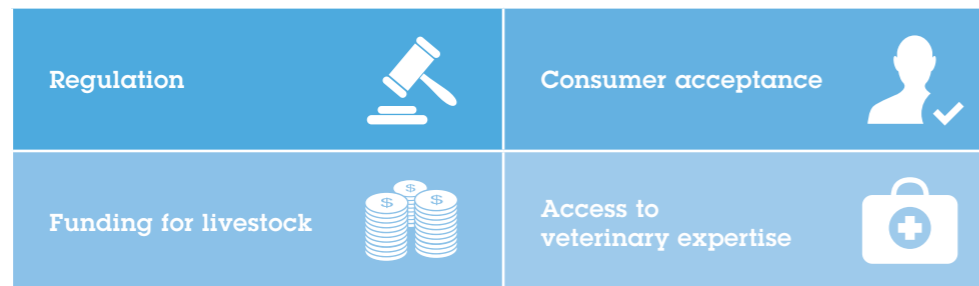 Regulation
Consumer acceptance
Funding for livestock
$
$
$
Access to
veterinary expertise